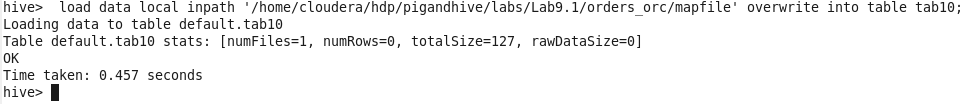 hive>  load data local inpath '/home/cloudera/hdp/pigandhive/labs/Lab9.1/orders_orc/mapfile' overwrite into table tab10;
Loading data to table default.tab10
Table default.tab10 stats: [numFiles=1, numRows=0, totalSize=127, rawDataSize=0]
OK
Time taken: 0.457 seconds
hive>